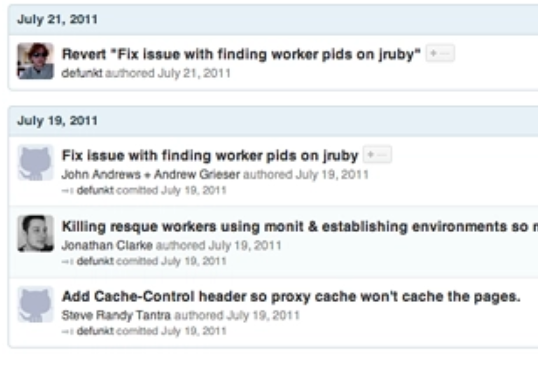 July 21, 2011
Revert "Fix issue with finding worker pids on jruby"
defunkt authored July 21, 2011
July 19, 2011
Fix issue with finding worker pids on jruby
John Andrews + Andrew Grieser authored July 19, 2011
defunkt comitted July 19, 2011
Killing resque workers using monit & establishing environments so
Jonathan Clarke authored July 19, 2011
defunkt comitted July 19, 2011
Add Cache-Control header so proxy cache won't cache the pages.
Steve Randy Tantra authored July 19, 2011
defunkt comitted July 19, 2011